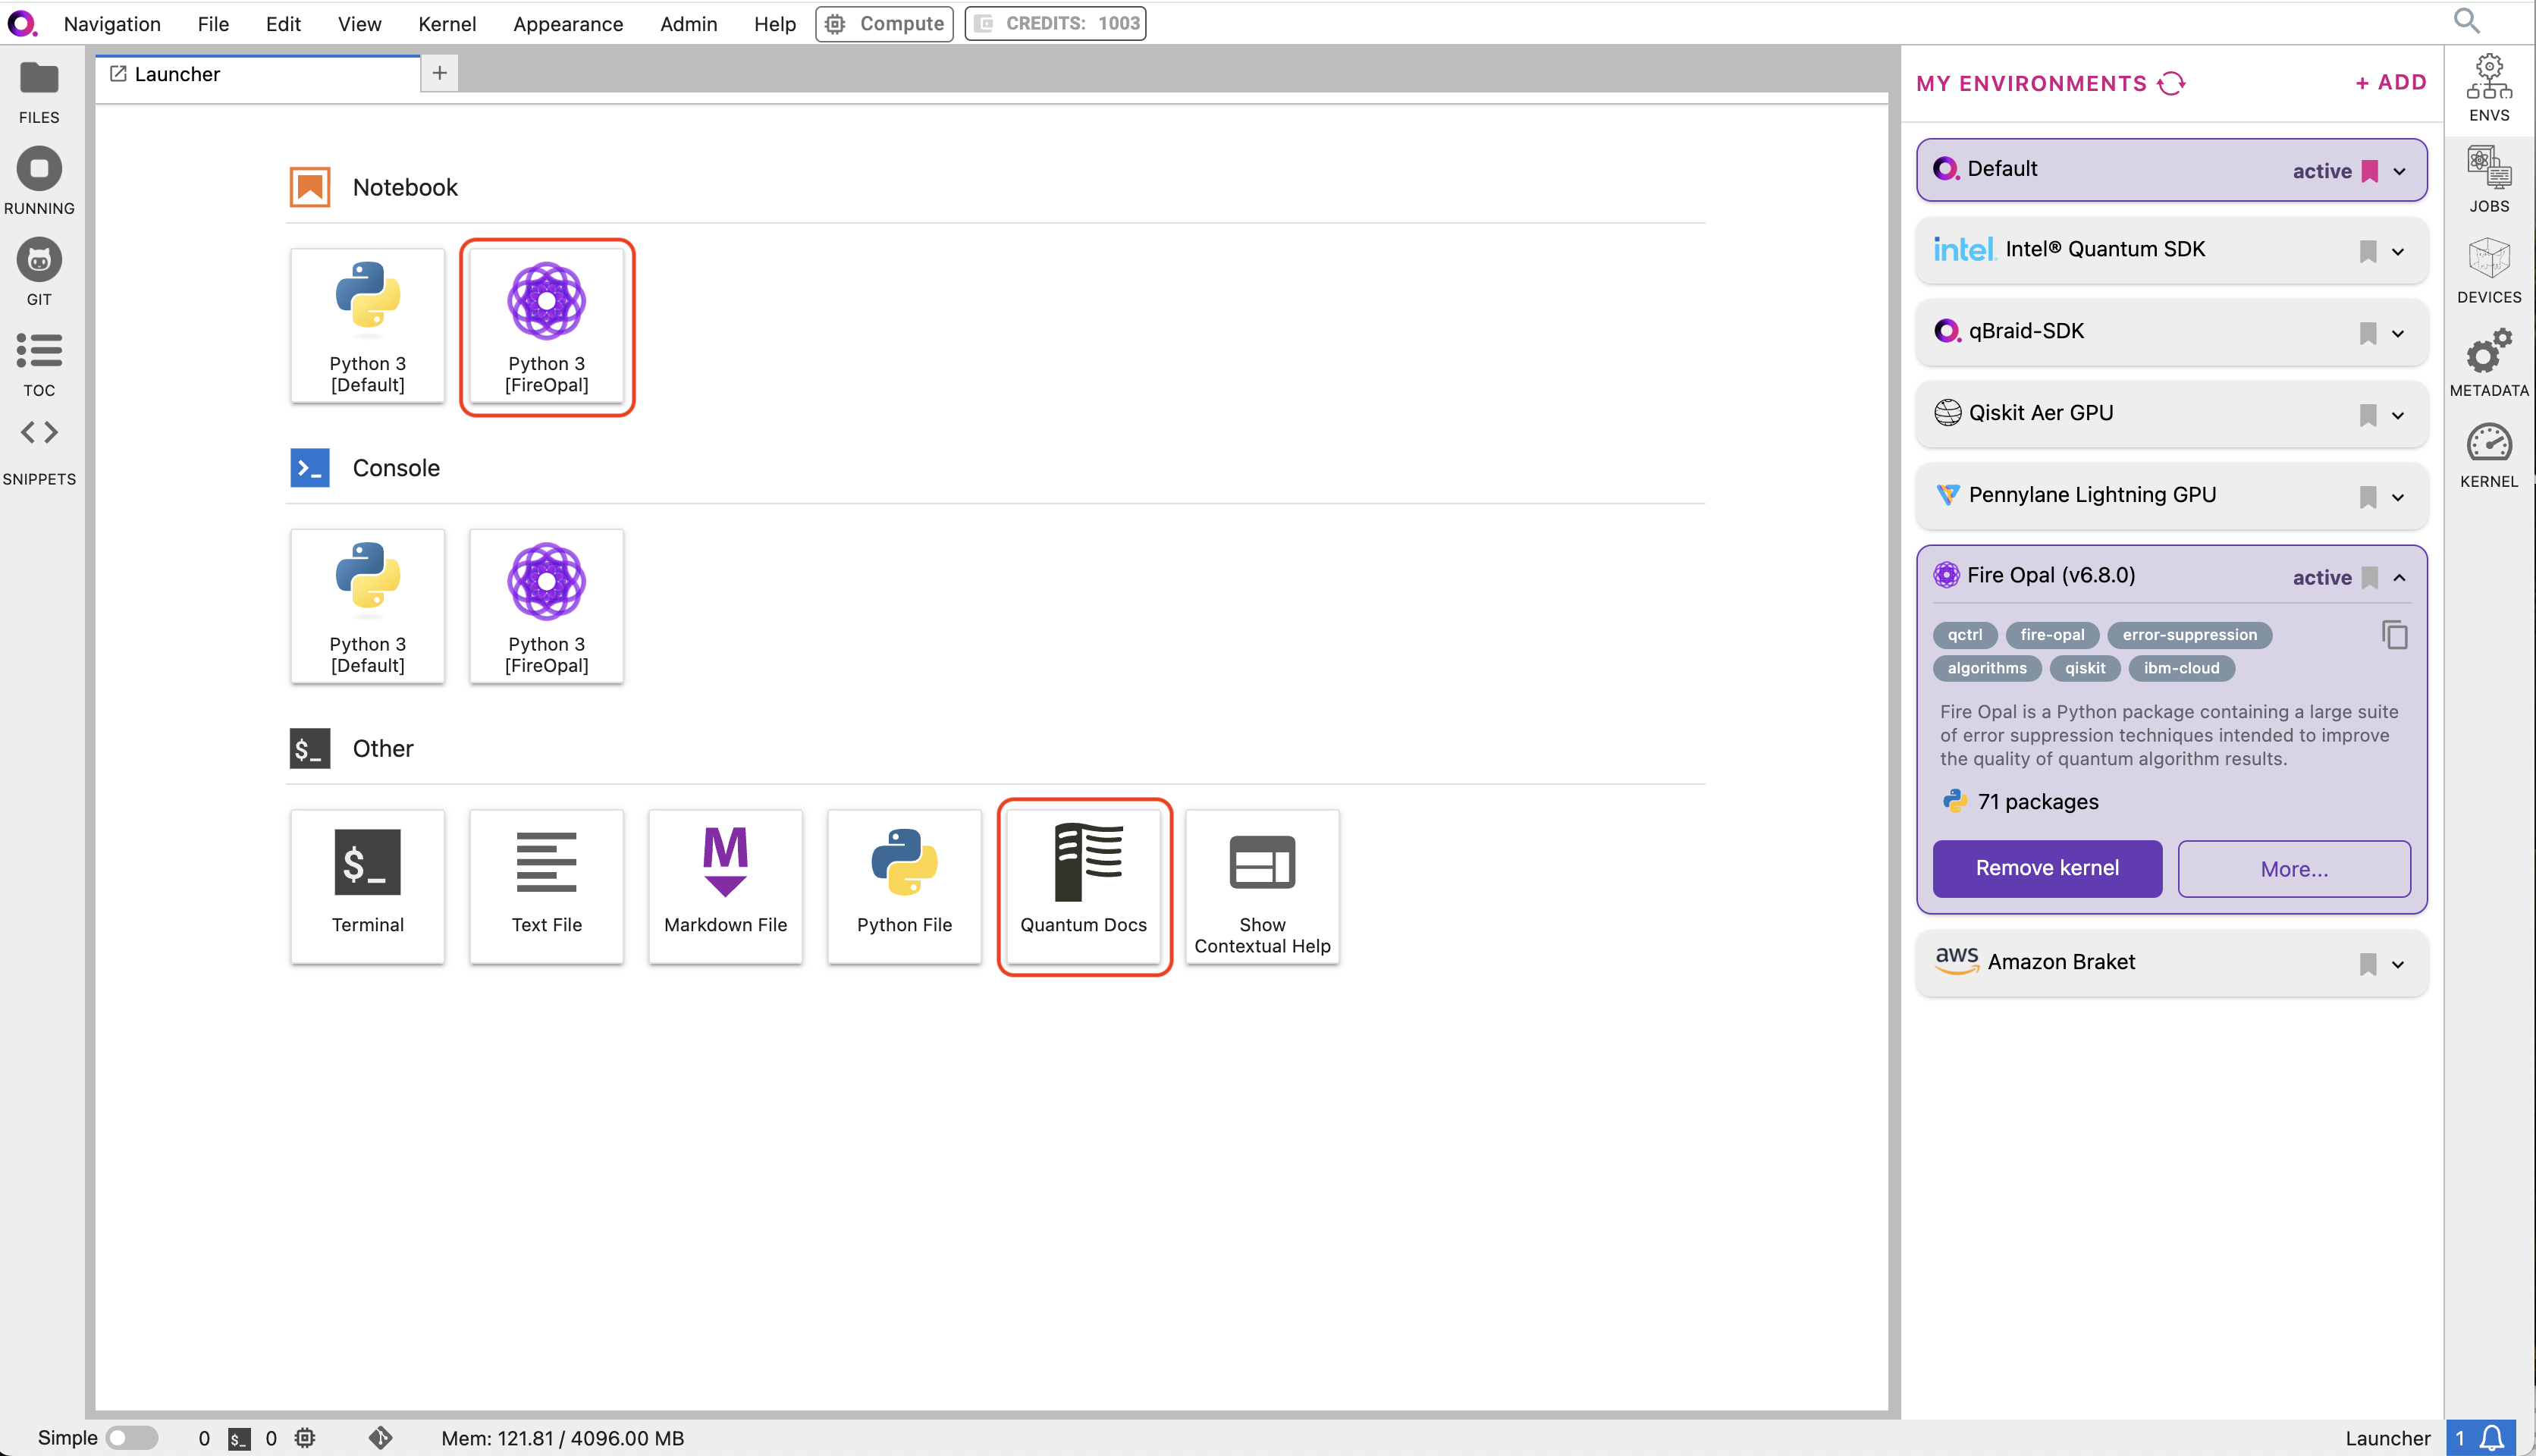 Navigation File Edit View Kernel Appearance Admin Help Compute CREDITS: 1003
FILES
RUNNING
GIT
TOC
SNIPPETS
Launcher
Notebook
Python 3
[Default]
Python 3
[FireOpal]
Console
Python 3
[Default]
Python 3
[FireOpal]
$_ Other
$_
Terminal
Text File
M
Markdown File
Python File
Quantum Docs
Show
Contextual Help
MY ENVIRONMENTS + ADD
Default active
intel. Intel® Quantum SDK
qBraid-SDK
Qiskit Aer GPU
Pennylane Lightning GPU
Fire Opal (v6.8.0) active
qctrl fire-opal error-suppression
algorithms qiskit ibm-cloud
Fire Opal is a Python package containing a large suite
of error suppression techniques intended to improve
the quality of quantum algorithm results.
71 packages
Remove kernel More...
aws Amazon Braket
ENVS
JOBS
DEVICES
METADATA
KERNEL
Simple 0 $_ 0 Mem: 121.81 / 4096.00 MB Launcher 1